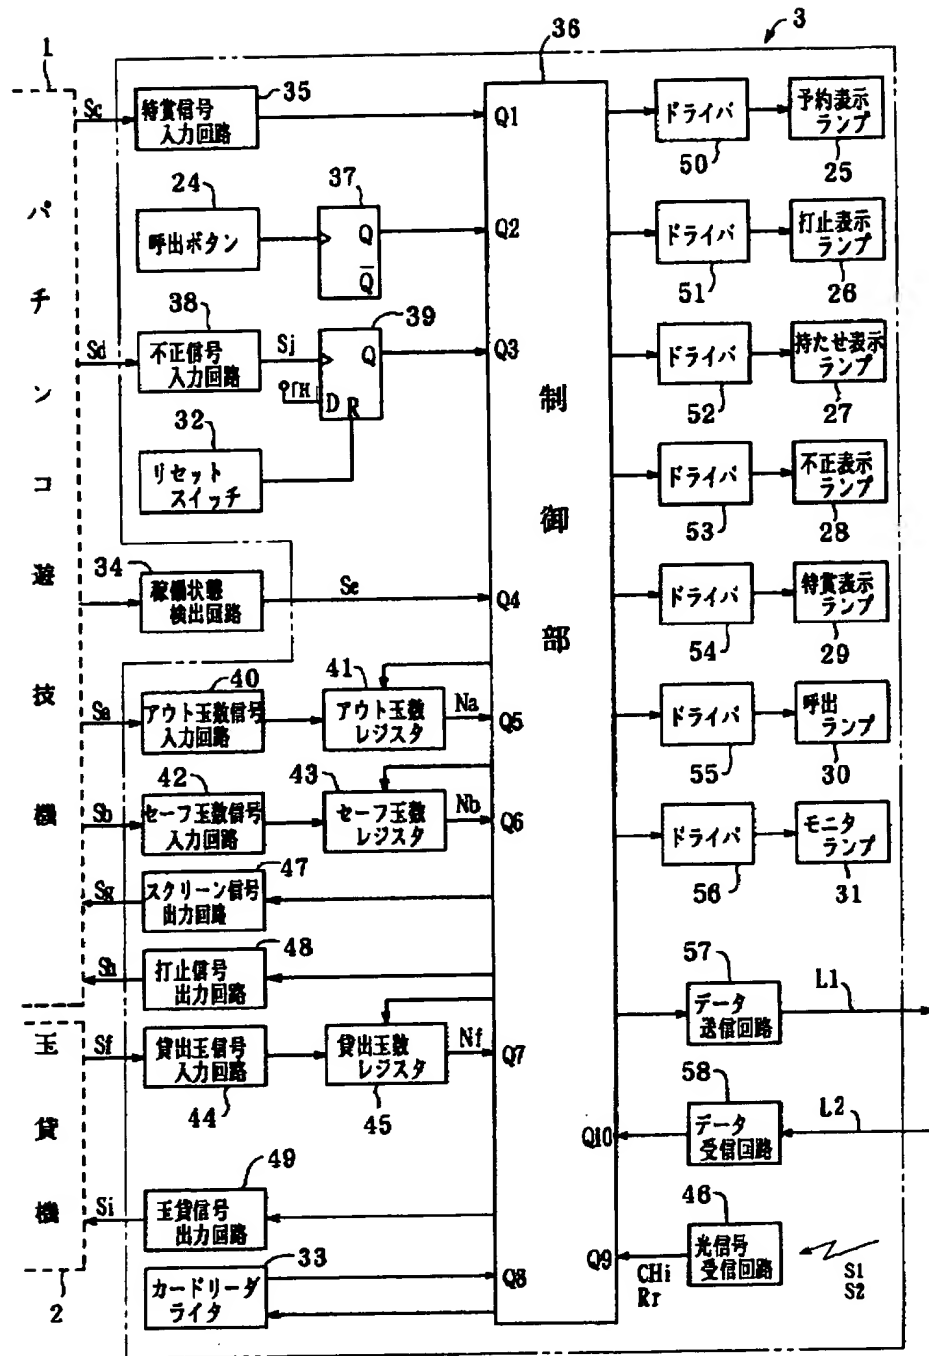 1
3
36
パチンコ遊技機
Sc
特賞信号
入力回路
35
Q1
ドライバ
50
予約表示
ランプ
25
24
呼出ボタン
37
Q
Q̅
Q2
ドライバ
51
打止表示
ランプ
26
Sd
38
不正信号
入力回路
Sj
39
Q
D
R
「H」
Q3
ドライバ
52
持たせ表示
ランプ
27
32
リセット
スイッチ
制御部
ドライバ
53
不正表示
ランプ
28
34
稼働状態
検出回路
Se
Q4
ドライバ
54
特賞表示
ランプ
29
Sa
40
アウト玉数信号
入力回路
41
アウト玉数
レジスタ
Na
Q5
ドライバ
55
呼出
ランプ
30
Sb
42
セーフ玉数信号
入力回路
43
セーフ玉数
レジスタ
Nb
Q6
ドライバ
56
モニタ
ランプ
31
Sg
スクリーン信号
出力回路
47
Sh
打止信号
出力回路
48
57
データ
送信回路
L1
玉貸機
2
Sf
貸出玉信号
入力回路
44
貸出玉数
レジスタ
45
Nf
Q7
58
データ
受信回路
L2
Q10
Si
玉貸信号
出力回路
49
46
光信号
受信回路
Q9
CHi
Rr
S1
S2
カードリーダ
ライタ
33
Q8